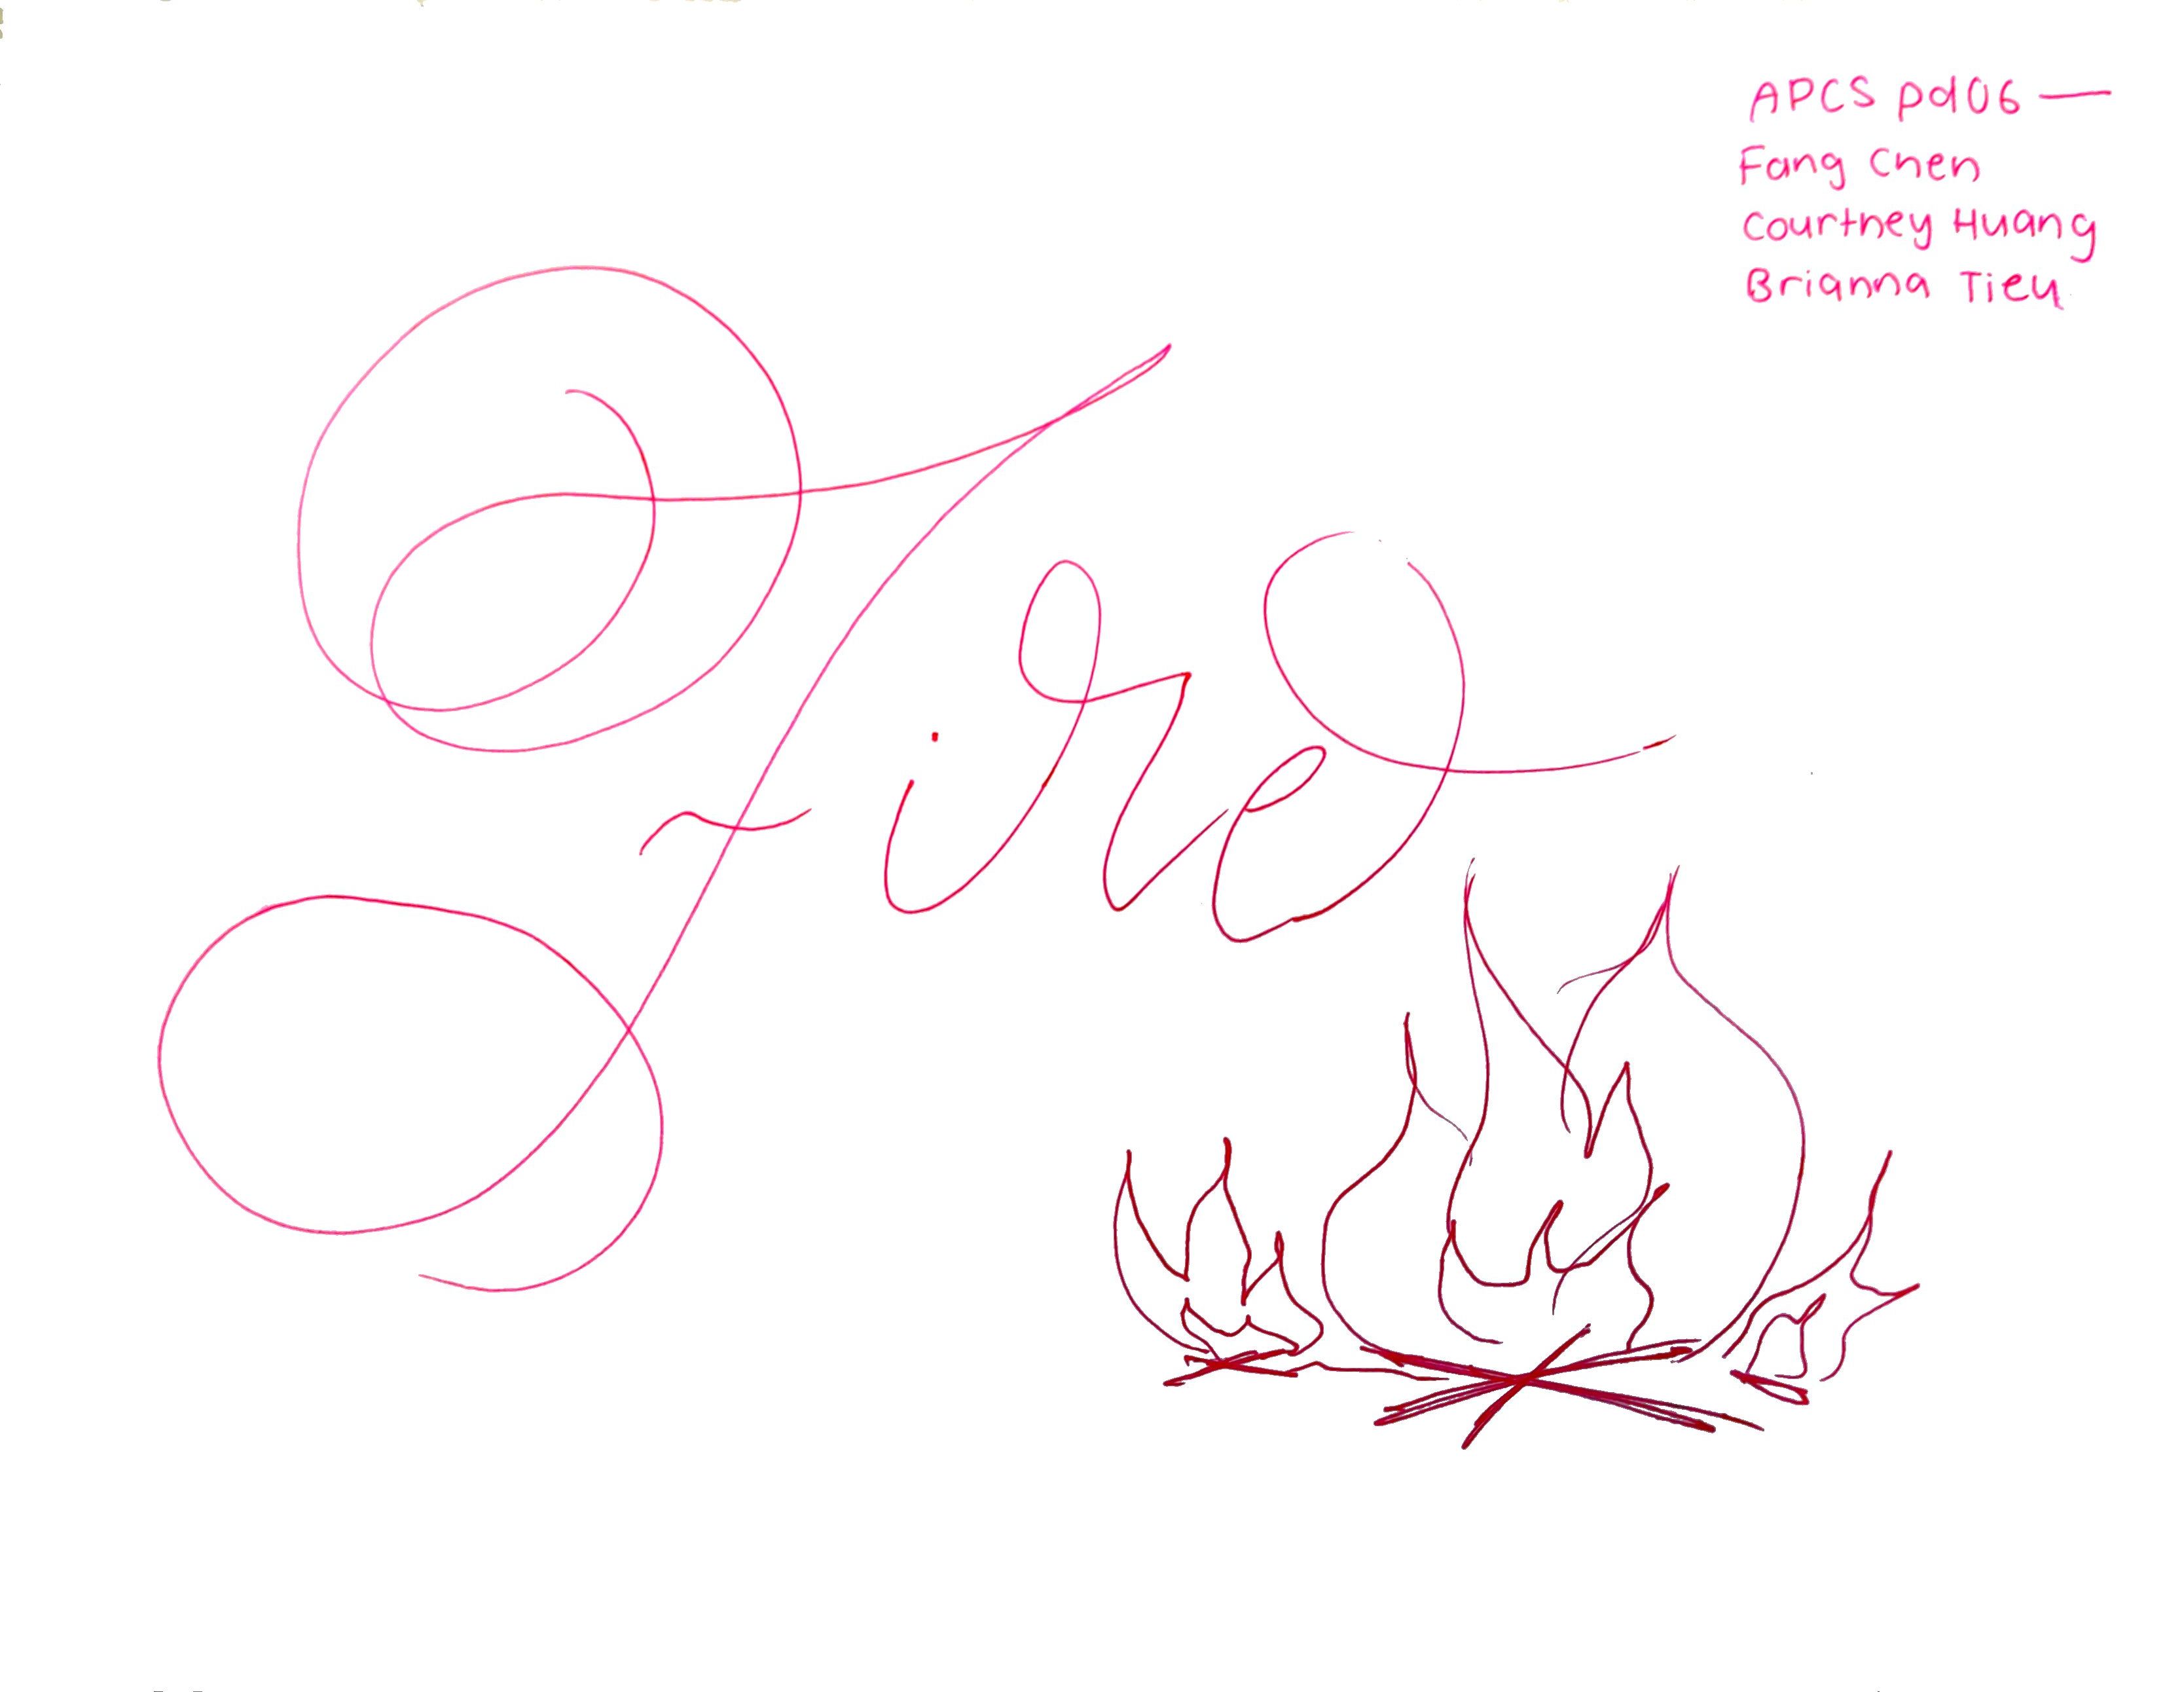 APCS pd06 —
Fang Chen
Courtney Huang
Brianna Tieu
Fire